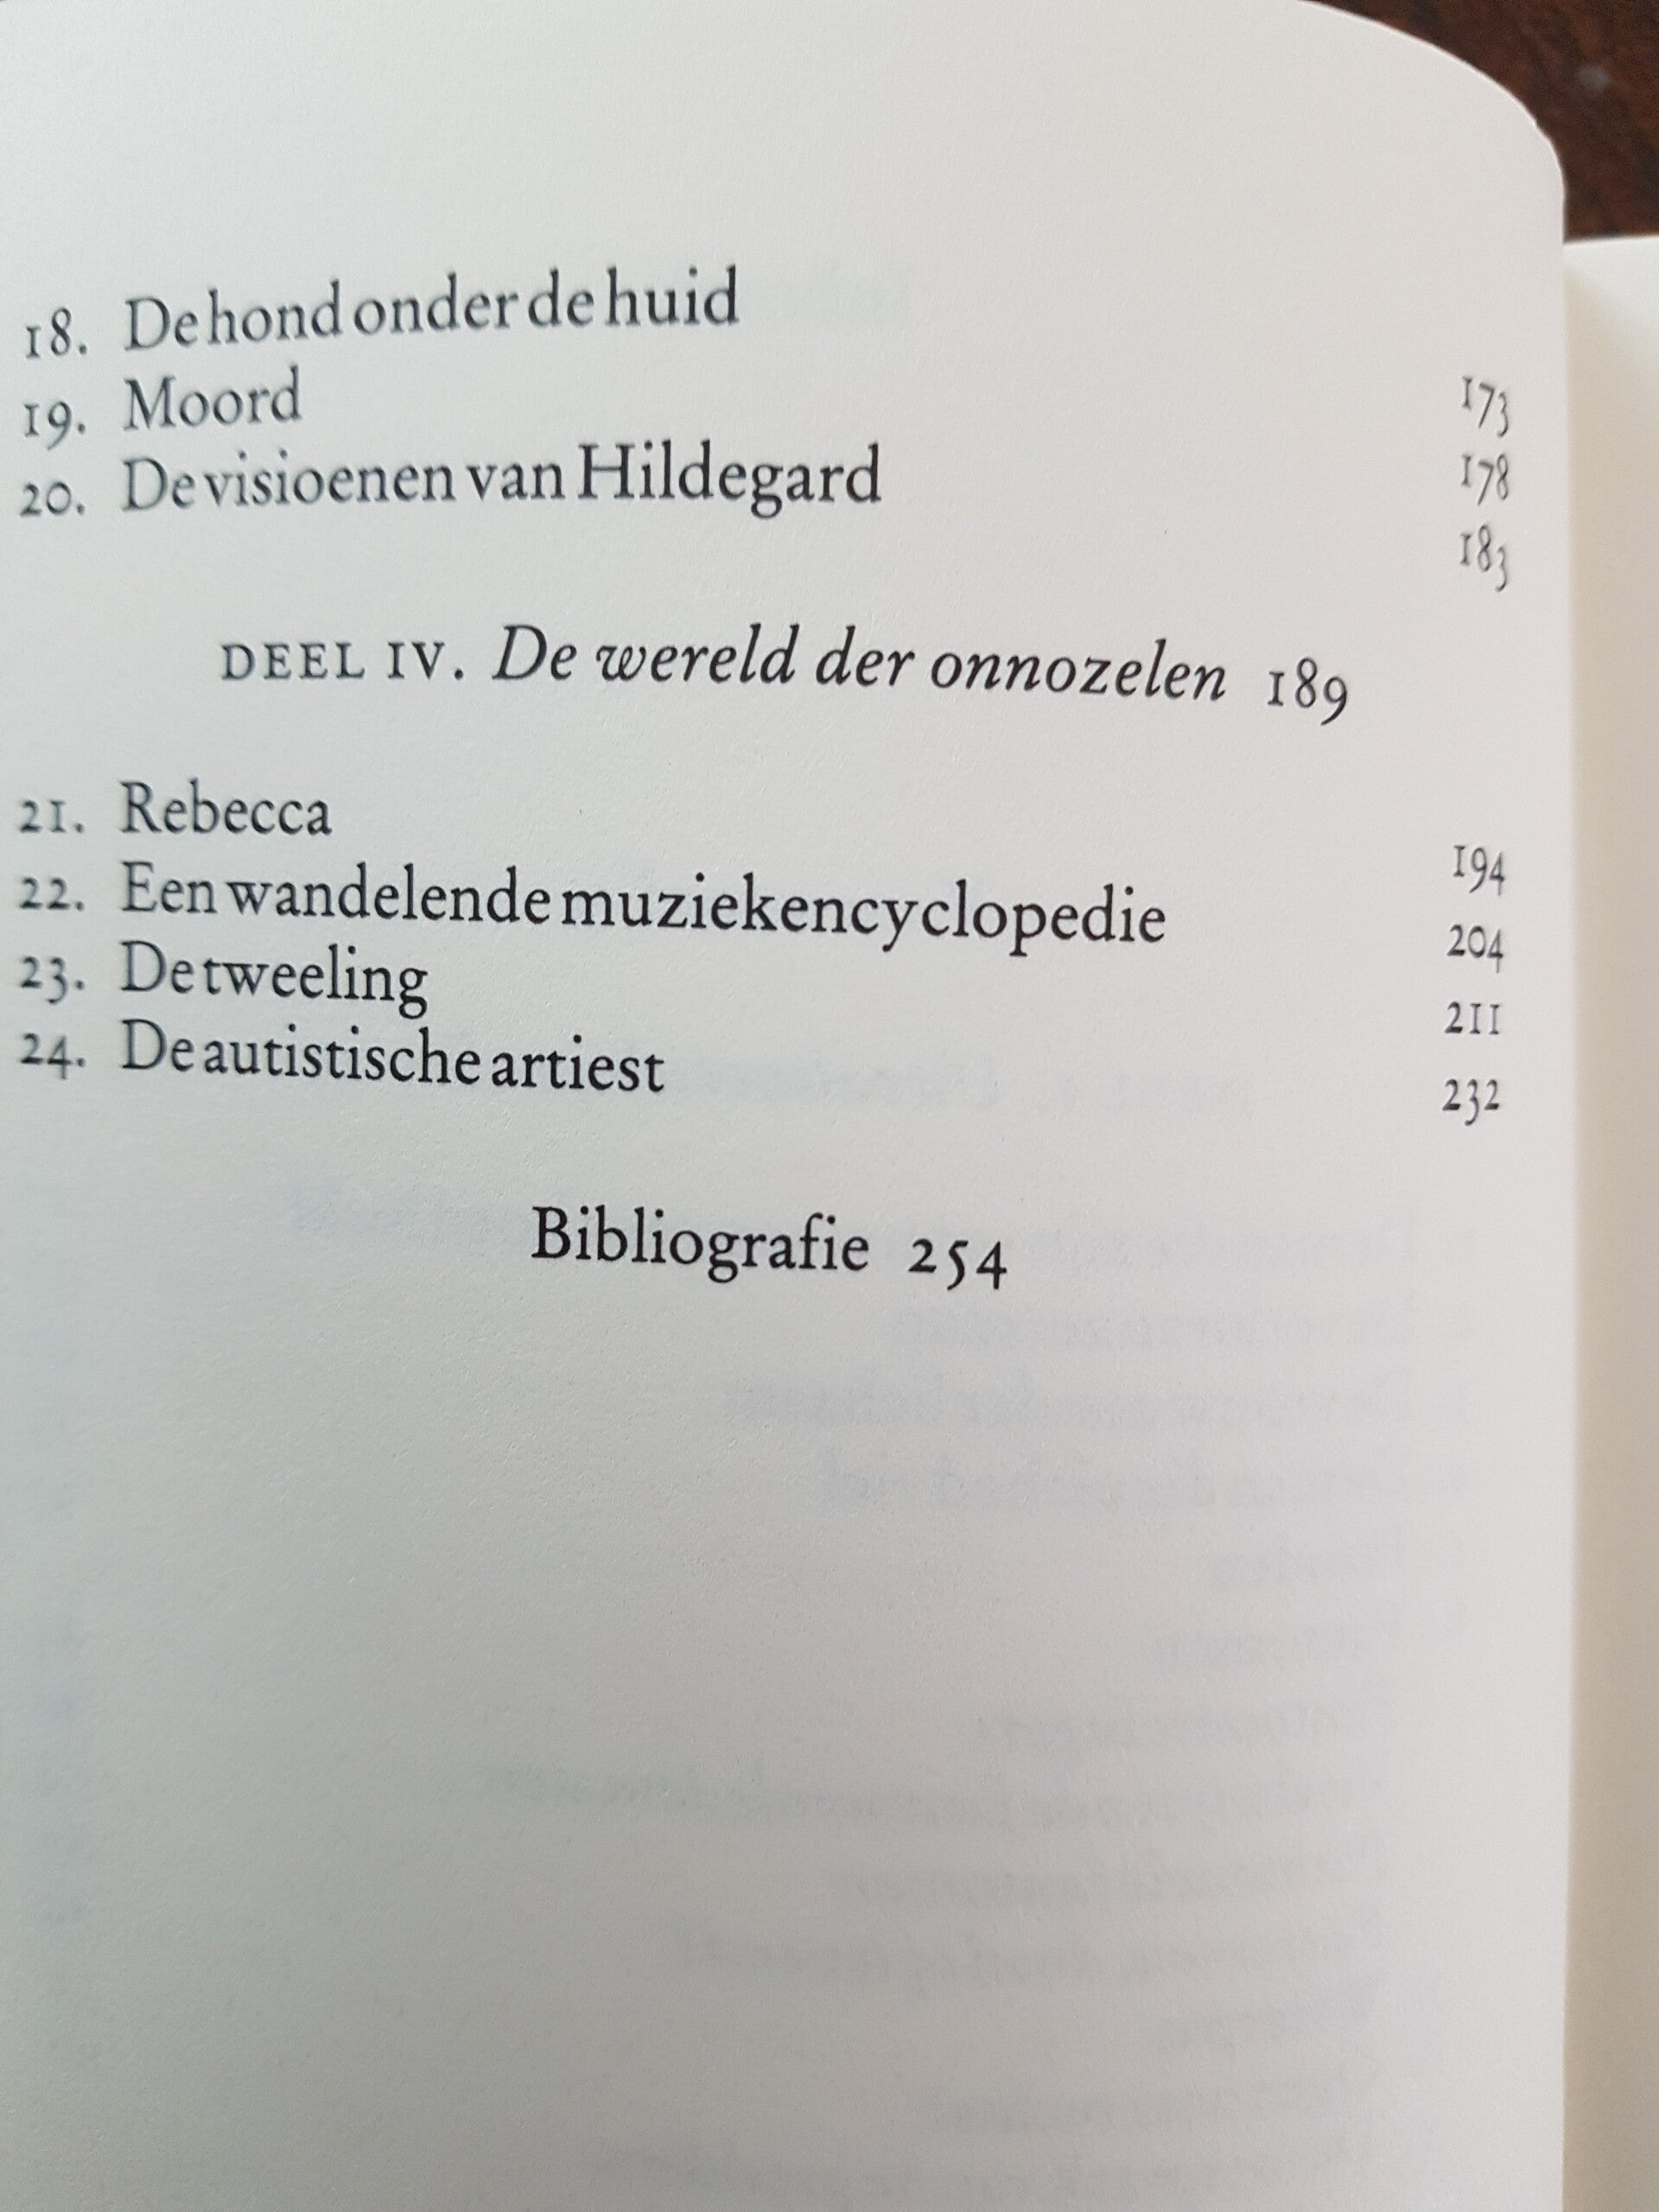 18. De hond onder de huid 173
19. Moord 178
20. De visioenen van Hildegard 183
DEEL IV. De wereld der onnozelen 189
21. Rebecca 194
22. Een wandelende muziekencyclopedie 204
23. De tweeling 211
24. De autistische artiest 232
Bibliografie 254